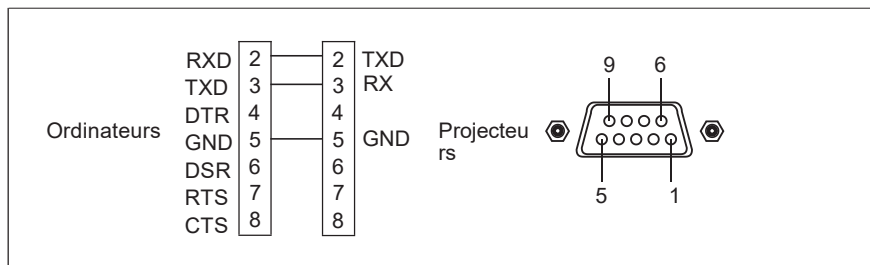 RXD 2 2 TXD
TXD 3 3 RX
DTR 4 4
Ordinateurs GND 5 5 GND Projecteu
rs
DSR 6 6
RTS 7 7
CTS 8 8
9 6
5 1